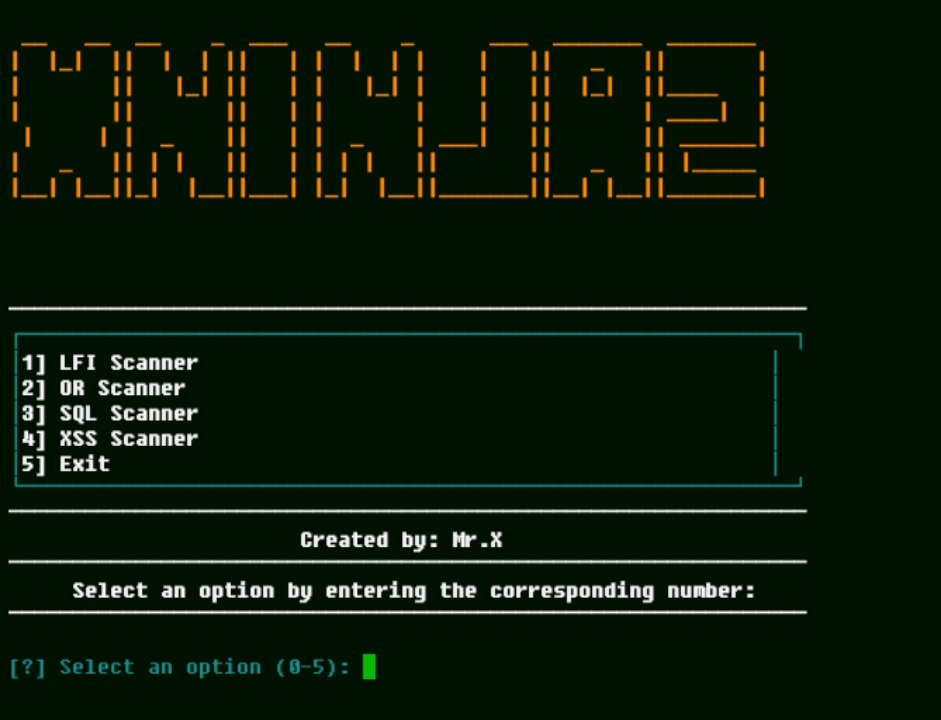 XNINJAZ
1] LFI Scanner
2] OR Scanner
3] SQL Scanner
4] XSS Scanner
5] Exit
Created by: Mr.X
Select an option by entering the corresponding number:
[?] Select an option (0-5):